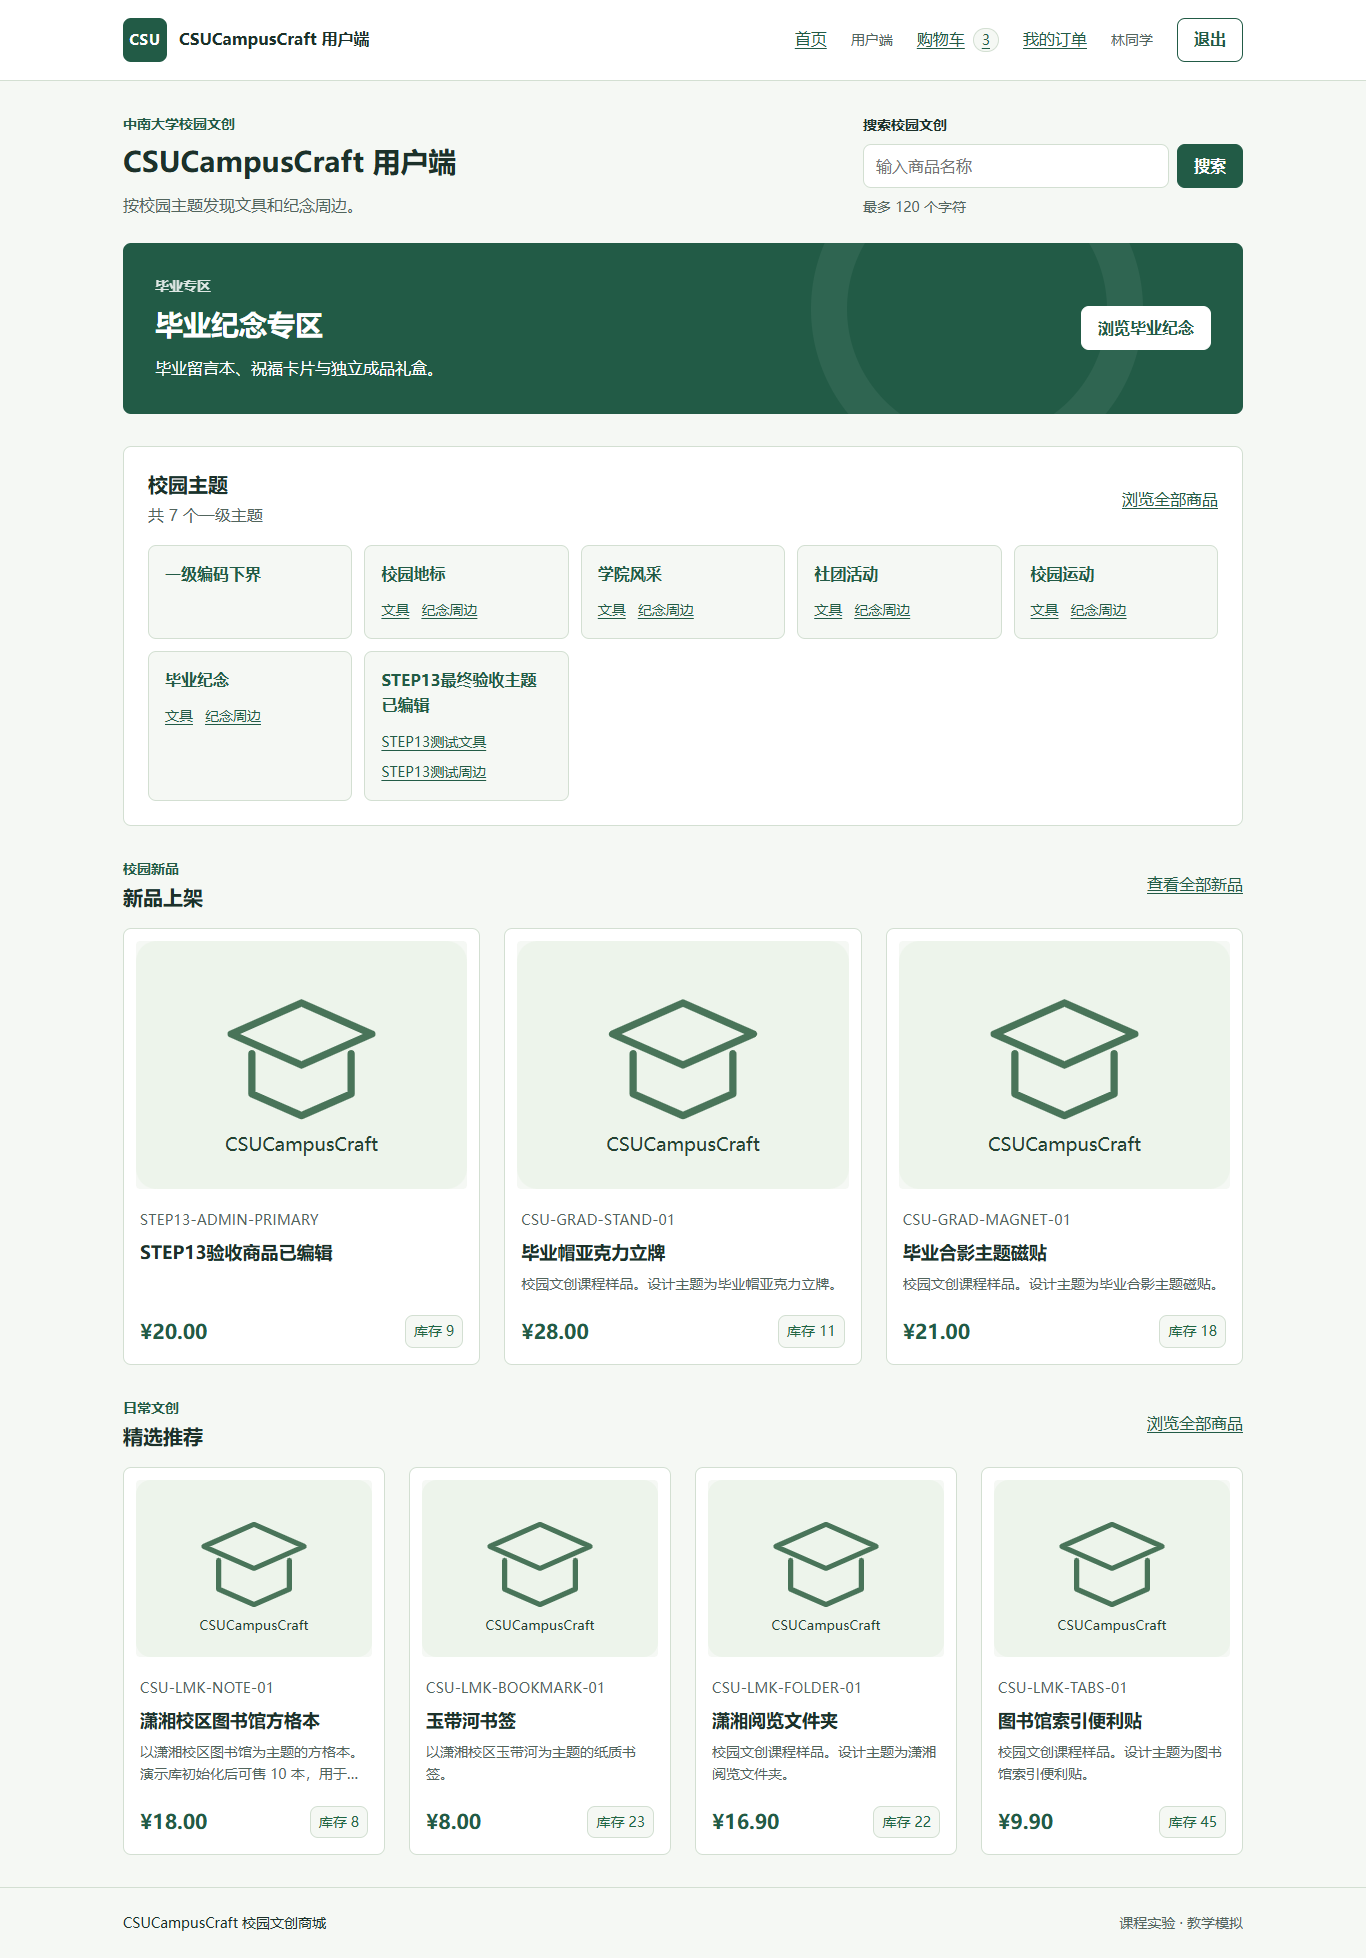 CSU CSUCampusCraft 用户端 首页 用户端 购物车 3 我的订单 林同学 退出
中南大学校园文创
CSUCampusCraft 用户端
按校园主题发现文具和纪念周边。
搜索校园文创
输入商品名称 搜索
最多 120 个字符
毕业专区
毕业纪念专区
毕业留言本、祝福卡片与独立成品礼盒。
浏览毕业纪念
校园主题
共 7 个一级主题
浏览全部商品
一级编码下界
校园地标
文具 纪念周边
学院风采
文具 纪念周边
社团活动
文具 纪念周边
校园运动
文具 纪念周边
毕业纪念
文具 纪念周边
STEP13最终验收主题
已编辑
STEP13测试文具
STEP13测试周边
校园新品
新品上架
查看全部新品
CSUCampusCraft
STEP13-ADMIN-PRIMARY
STEP13验收商品已编辑
¥20.00 库存 9
CSUCampusCraft
CSU-GRAD-STAND-01
毕业帽亚克力立牌
校园文创课程样品。设计主题为毕业帽亚克力立牌。
¥28.00 库存 11
CSUCampusCraft
CSU-GRAD-MAGNET-01
毕业合影主题磁贴
校园文创课程样品。设计主题为毕业合影主题磁贴。
¥21.00 库存 18
日常文创
精选推荐
浏览全部商品
CSUCampusCraft
CSU-LMK-NOTE-01
潇湘校区图书馆方格本
以潇湘校区图书馆为主题的方格本。
演示库初始化后可售 10 本，用于...
¥18.00 库存 8
CSUCampusCraft
CSU-LMK-BOOKMARK-01
玉带河书签
以潇湘校区玉带河为主题的纸质书
签。
¥8.00 库存 23
CSUCampusCraft
CSU-LMK-FOLDER-01
潇湘阅览文件夹
校园文创课程样品。设计主题为潇湘
阅览文件夹。
¥16.90 库存 22
CSUCampusCraft
CSU-LMK-TABS-01
图书馆索引便利贴
校园文创课程样品。设计主题为图书
馆索引便利贴。
¥9.90 库存 45
CSUCampusCraft 校园文创商城
课程实验 · 教学模拟